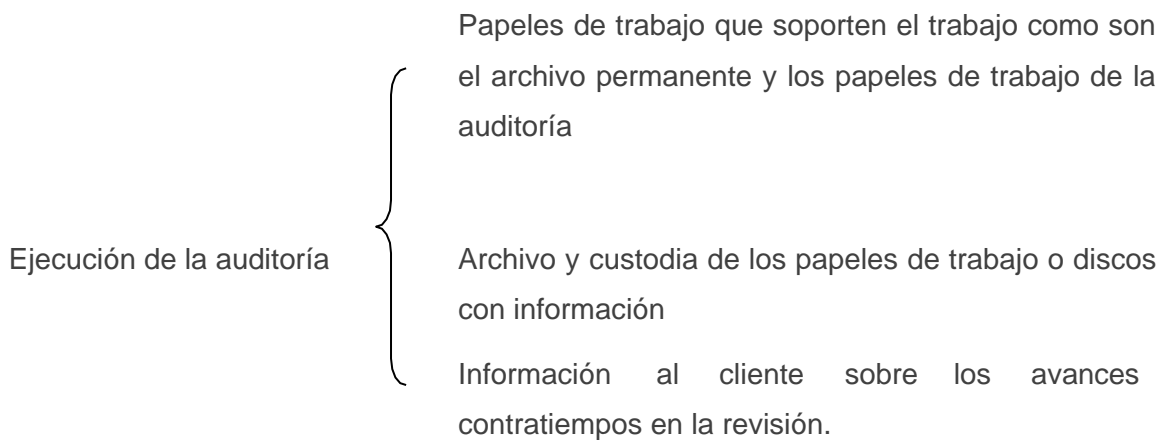 Papeles de trabajo que soporten el trabajo como son
el archivo permanente y los papeles de trabajo de la
auditoría
Ejecución de la auditoría
Archivo y custodia de los papeles de trabajo o discos
con información
Información al cliente sobre los avances
contratiempos en la revisión.